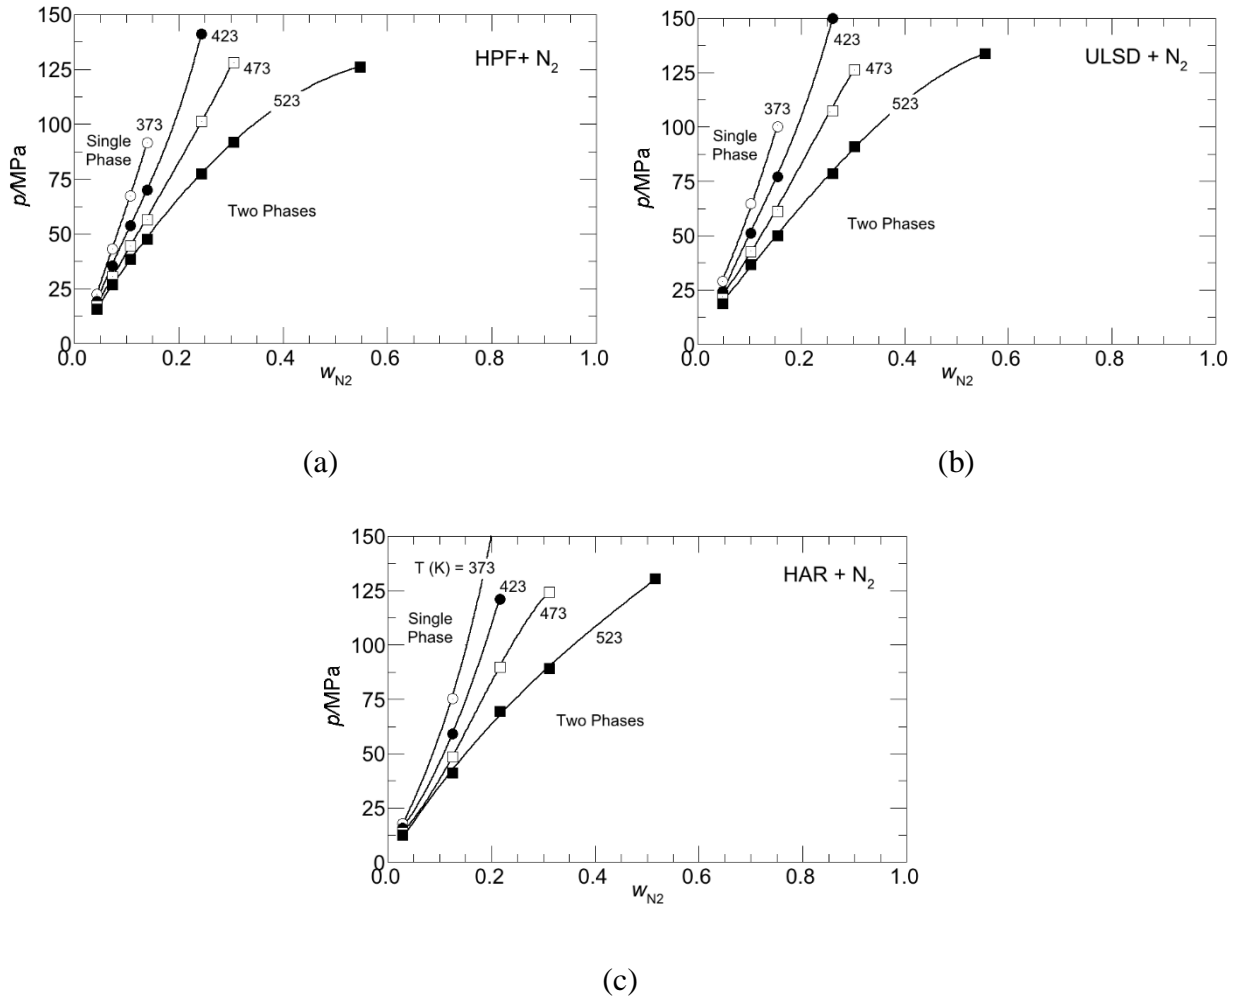 150
125
100
75
50
25
0
p/MPa
423
HPF+ N2
473
523
373
Single
Phase
Two Phases
0.0 0.2 0.4 0.6 0.8 1.0
wN2
(a)
150
125
100
75
50
25
0
p/MPa
423
ULSD + N2
473
523
373
Single
Phase
Two Phases
0.0 0.2 0.4 0.6 0.8 1.0
wN2
(b)
150
125
100
75
50
25
0
p/MPa
T (K) = 373
423
HAR + N2
473
Single
Phase
523
Two Phases
0.0 0.2 0.4 0.6 0.8 1.0
wN2
(c)